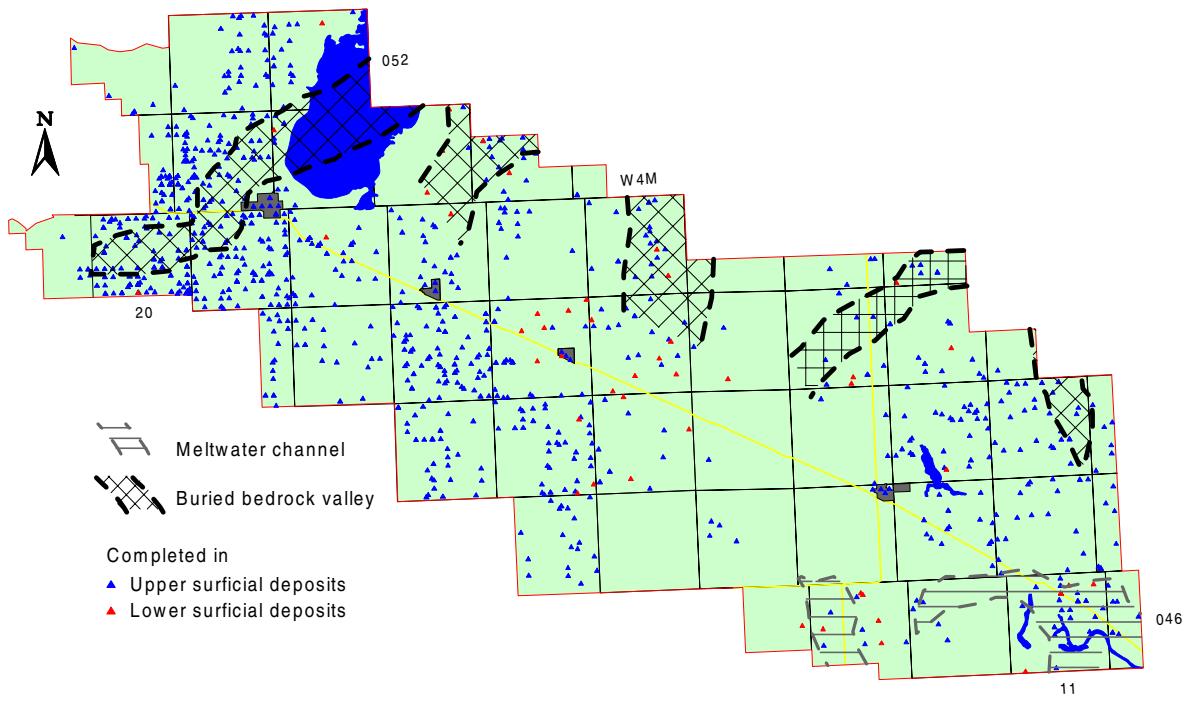 052
N
W4M
20
Meltwater channel
Buried bedrock valley
Completed in
Upper surficial deposits
Lower surficial deposits
046
11